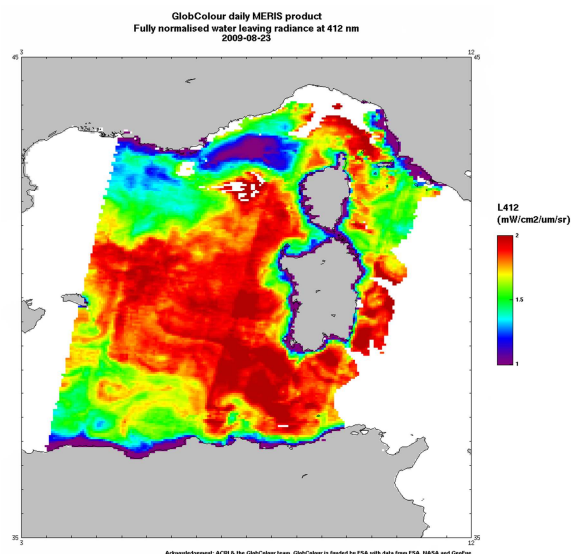 GlobColour daily MERIS product
Fully normalised water leaving radiance at 412 nm
2009-08-23
3
12
45
45
L412
(mW/cm2/um/sr)
2
1.5
1
35
35
3
12
Acknowledgement: ACRI & the GlobColour team. GlobColour is funded by ESA with data from ESA, NASA and GeoEye